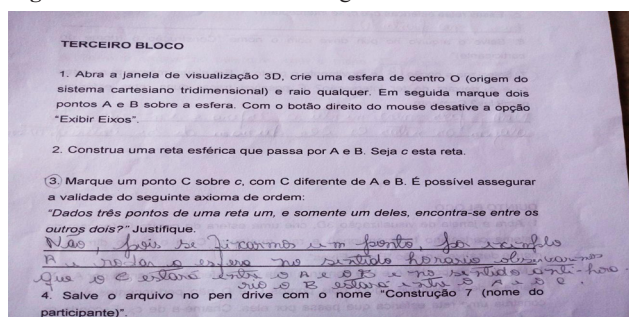 TERCEIRO BLOCO
1. Abra a janela de visualização 3D, crie uma esfera de centro O (origem do
sistema cartesiano tridimensional) e raio qualquer. Em seguida marque dois
pontos A e B sobre a esfera. Com o botão direito do mouse desative a opção
"Exibir Eixos".
2. Construa uma reta esférica que passa por A e B. Seja c esta reta.
3. Marque um ponto C sobre c, com C diferente de A e B. É possível assegurar
a validade do seguinte axioma de ordem:
"Dados três pontos de uma reta um, e somente um deles, encontra-se entre os
outros dois?" Justifique.
Não, pois se fixarmos um ponto, por exemplo
A e rodar a esfera no sentido horario observarmos
que o C estará entre o A e o B e no sentido anti-hora-
rio o B estará entre o A e o C.
4. Salve o arquivo no pen drive com o nome "Construção 7 (nome do
participante)".